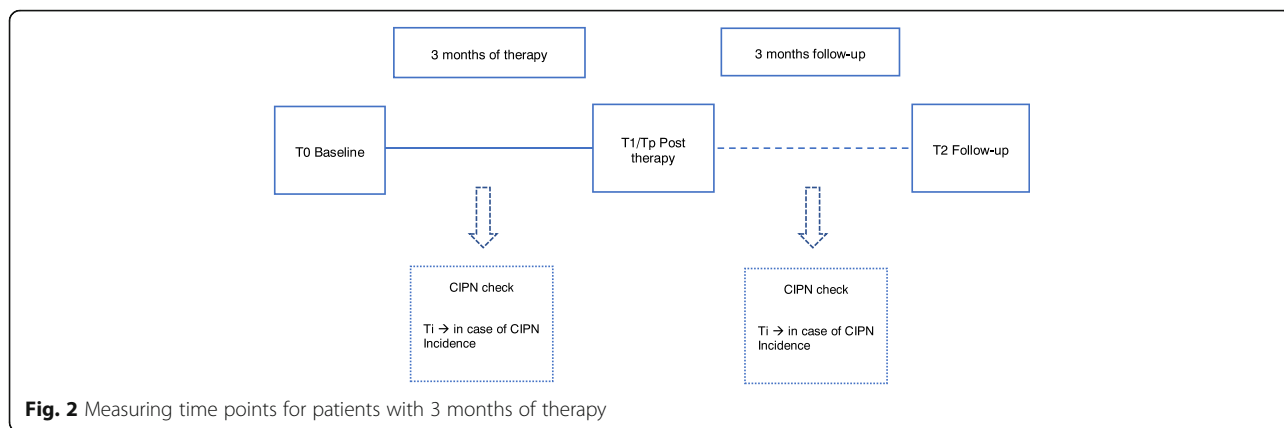 3 months of therapy
3 months follow-up
T0 Baseline
T1/Tp Post
therapy
T2 Follow-up
CIPN check
Ti → in case of CIPN
Incidence
CIPN check
Ti → in case of CIPN
Incidence
Fig. 2 Measuring time points for patients with 3 months of therapy